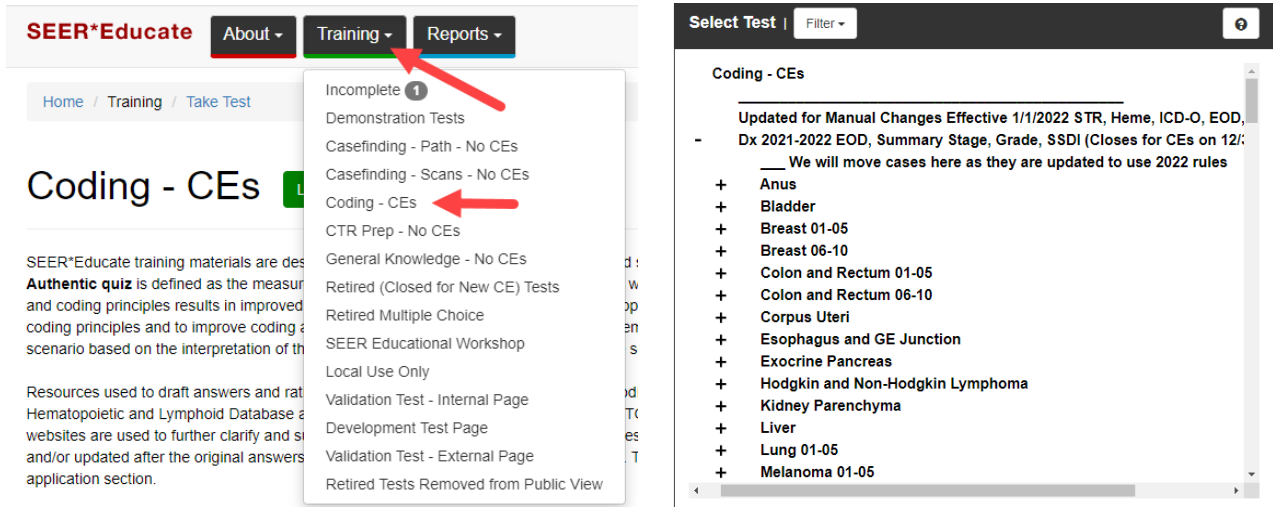 SEER*Educate About Training Reports
Home / Training / Take Test
Coding - CEs
SEER*Educate training materials are
Authentic quiz is defined as the
and coding principles results in improved
coding principles and to improve coding
scenario based on the interpretation of
Resources used to draft answers and
Hematopoietic and Lymphoid Database
websites are used to further clarify and
and/or updated after the original answers
application section.
Incomplete 1
Demonstration Tests
Casefinding - Path - No CEs
Casefinding - Scans - No CEs
Coding - CEs
CTR Prep - No CEs
General Knowledge - No CEs
Retired (Closed for New CE) Tests
Retired Multiple Choice
SEER Educational Workshop
Local Use Only
Validation Test - Internal Page
Development Test Page
Validation Test - External Page
Retired Tests Removed from Public View
Select Test | Filter
Coding - CEs
Updated for Manual Changes Effective 1/1/2022 STR, Heme, ICD-O, EOD,
- Dx 2021-2022 EOD, Summary Stage, Grade, SSDI (Closes for CEs on
___ We will move cases here as they are updated to use 2022 rules
+ Anus
+ Bladder
+ Breast 01-05
+ Breast 06-10
+ Colon and Rectum 01-05
+ Colon and Rectum 06-10
+ Corpus Uteri
+ Esophagus and GE Junction
+ Exocrine Pancreas
+ Hodgkin and Non-Hodgkin Lymphoma
+ Kidney Parenchyma
+ Liver
+ Lung 01-05
+ Melanoma 01-05